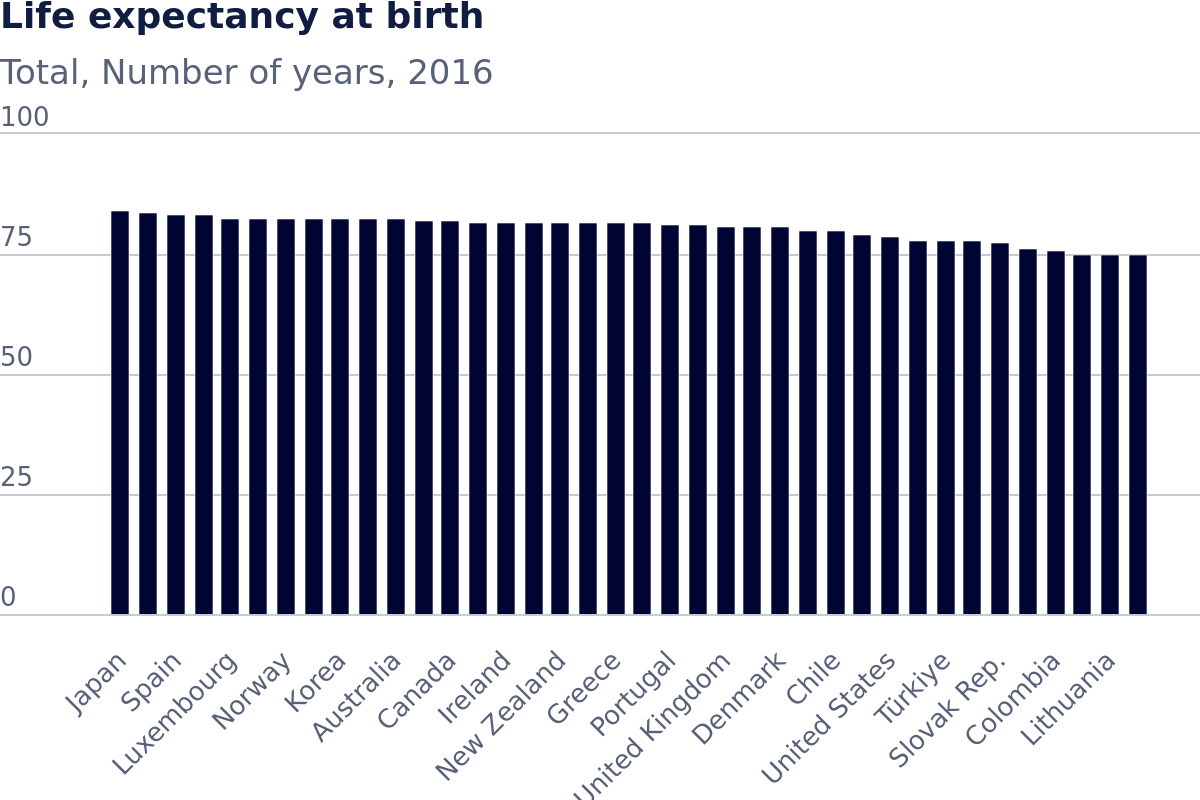 Life expectancy at birth
Total, Number of years, 2016
100
75
50
25
0
Japan
Spain
Luxembourg
Norway
Korea
Australia
Canada
Ireland
New Zealand
Greece
Portugal
United Kingdom
Denmark
Chile
United States
Türkiye
Slovak Rep.
Colombia
Lithuania